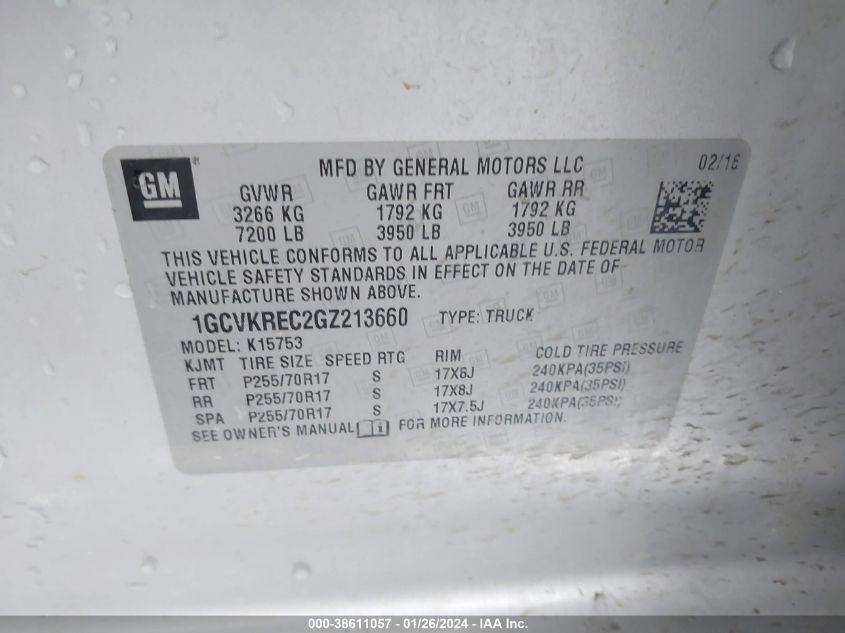 GM
®
MFD BY GENERAL MOTORS LLC 02/16
GVWR GAWR FRT GAWR RR
3266 KG 1792 KG 1792 KG
7200 LB 3950 LB 3950 LB
THIS VEHICLE CONFORMS TO ALL APPLICABLE U.S. FEDERAL MOTOR
VEHICLE SAFETY STANDARDS IN EFFECT ON THE DATE OF
MANUFACTURE SHOWN ABOVE.
1GCVKREC2GZ213660 TYPE: TRUCK
MODEL: K15753
KJMT TIRE SIZE SPEED RTG RIM COLD TIRE PRESSURE
FRT P255/70R17 S 17X8J 240KPA(35PSI)
RR P255/70R17 S 17X8J 240KPA(35PSI)
SPA P255/70R17 S 17X7.5J 240KPA(35PSI)
SEE OWNER'S MANUAL FOR MORE INFORMATION.
000-38611057 - 01/26/2024 - IAA Inc.